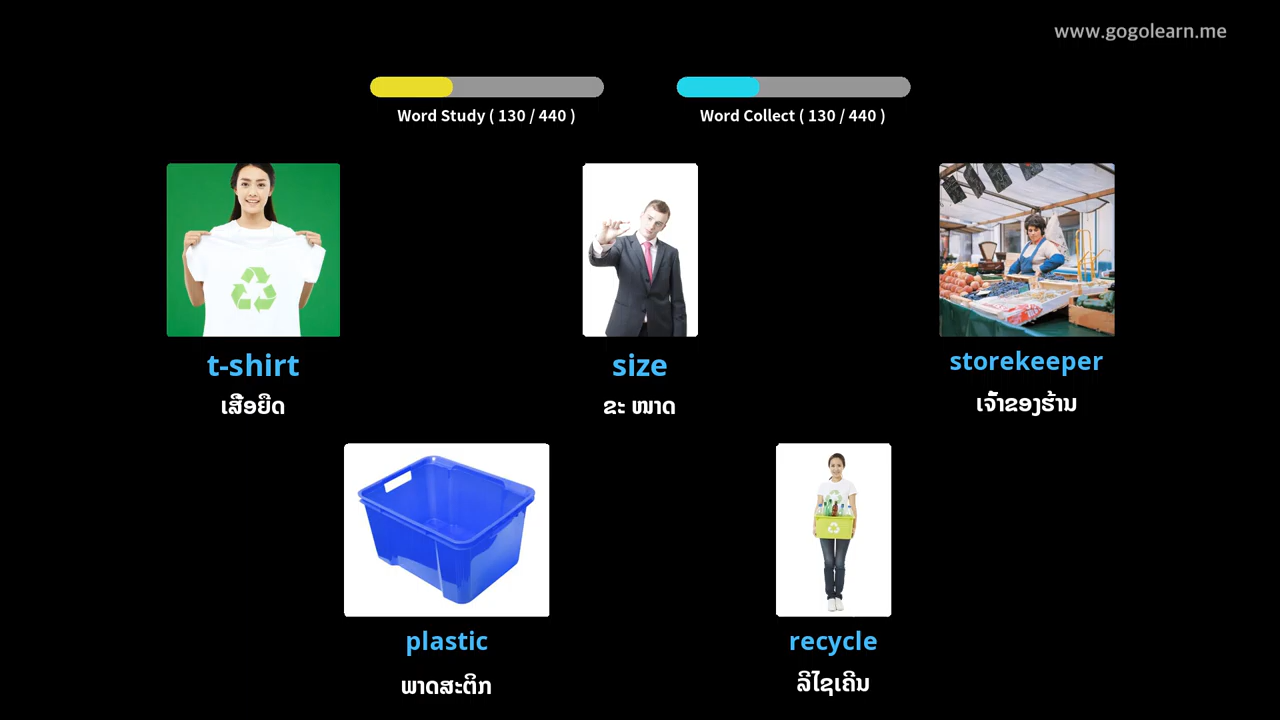 www.gogolearn.me
Word Study ( 130 / 440 )
Word Collect ( 130 / 440 )
t-shirt
ເສື້ອຍືດ
size
ຂະ ໜາດ
storekeeper
ເຈົ້າຂອງຮ້ານ
plastic
ພາດສະຕິກ
recycle
ລີໄຊເຄີນ